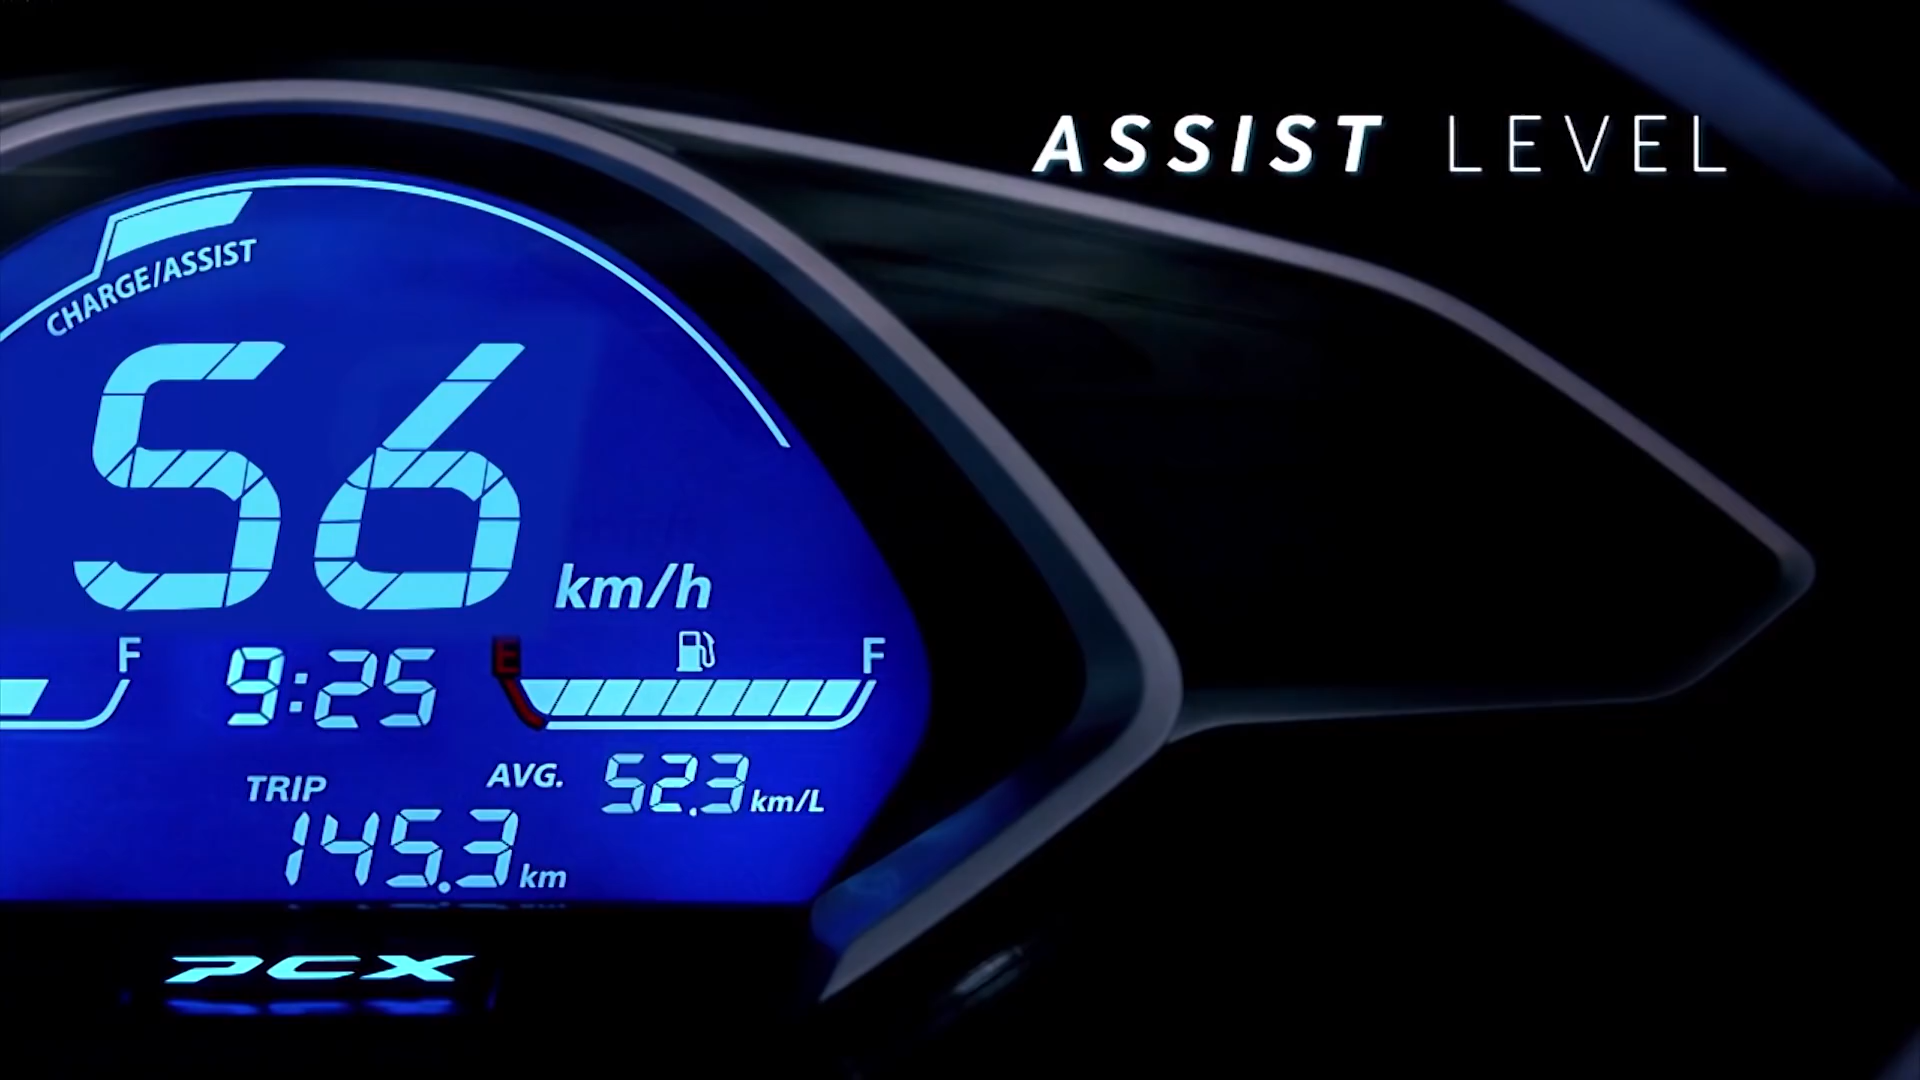 ASSIST LEVEL
CHARGE/ASSIST
56 km/h
F 9:25 E F
TRIP AVG. 52.3 km/L
145.3 km
PCX